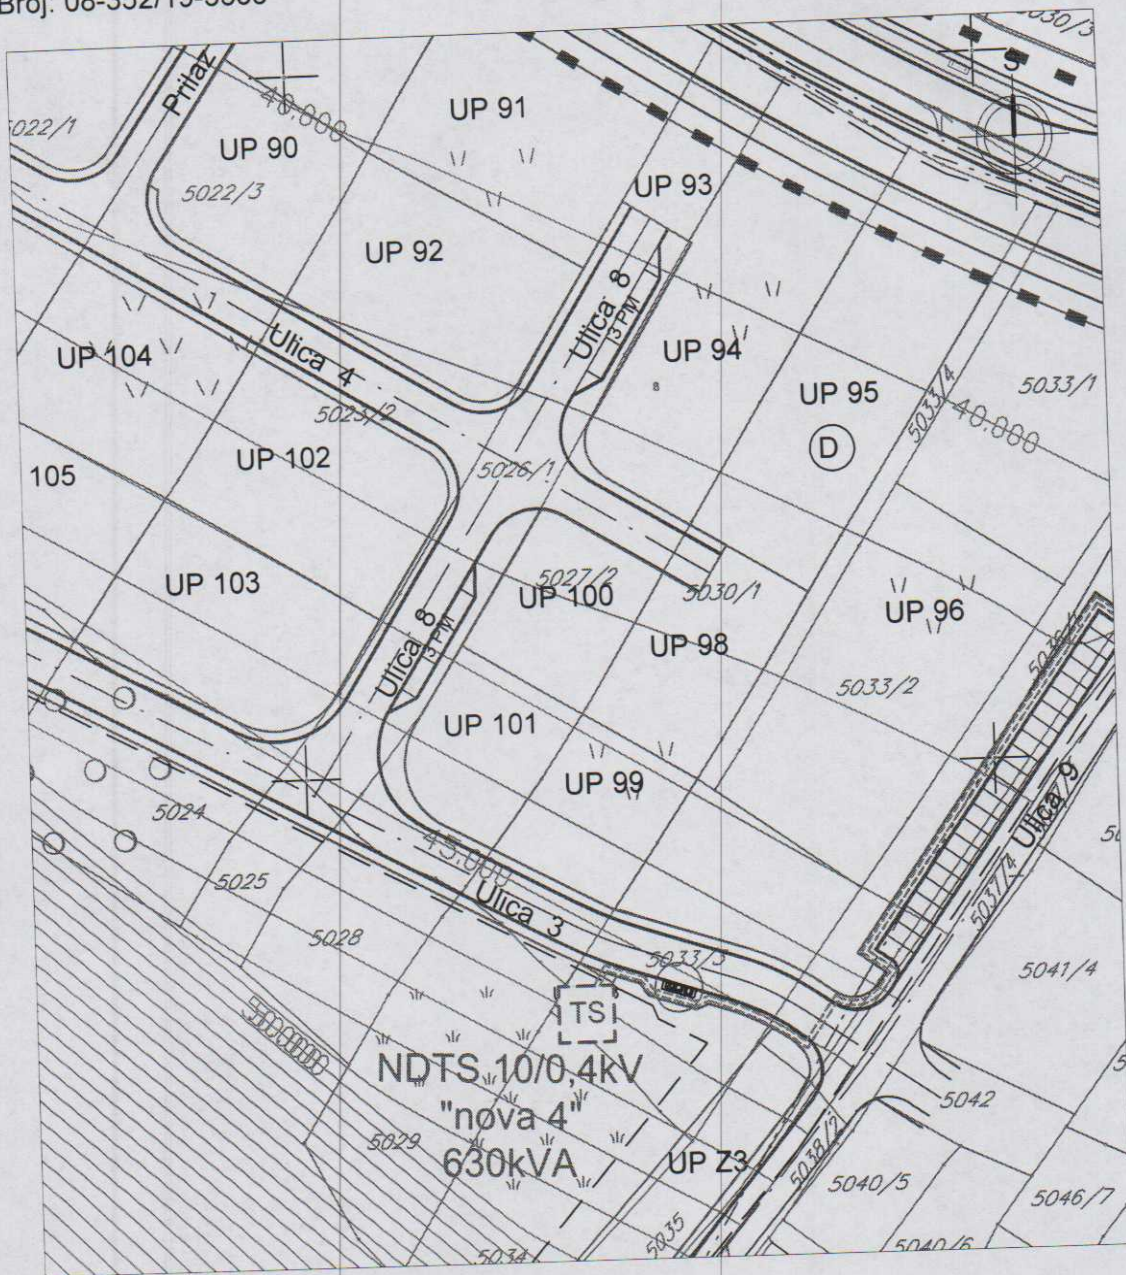 Broj: 08-352/19-
5030/3
S
Prilaz
40.000
UP 91
5022/1
UP 90
5022/3
UP 93
UP 92
Ulica 8
3 PM
UP 94
UP 95
D
5033/4
5033/1
40.000
Ulica 4
UP 104
5023/2
UP 102
105
5026/1
UP 103
5027/2
UP 100
5030/1
UP 98
UP 96
5033/2
Ulica 8
3 PM
UP 101
UP 99
Ulica 9
5037/4
5024
45.000
5025
Ulica 3
5028
5033/3
5041/4
TS
NDTS 10/0,4kV
"nova 4"
630kVA
5029
5042
UP Z3
5038/2
5040/5
5046/7
5035
5034
5040/6